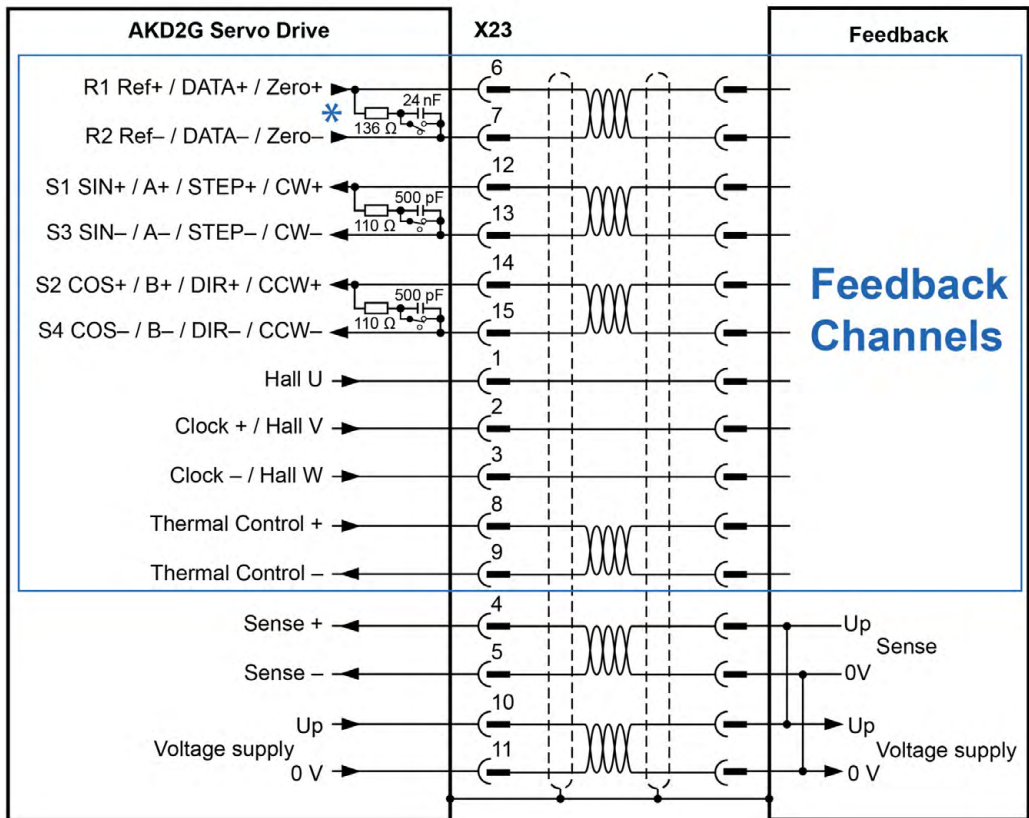 AKD2G Servo Drive
X23
Feedback
R1 Ref+ / DATA+ / Zero+
6
*
136 Ω
24 nF
R2 Ref– / DATA– / Zero–
7
S1 SIN+ / A+ / STEP+ / CW+
12
110 Ω
500 pF
S3 SIN– / A– / STEP– / CW–
13
S2 COS+ / B+ / DIR+ / CCW+
14
110 Ω
500 pF
S4 COS– / B– / DIR– / CCW–
15
Feedback
Channels
Hall U
1
Clock + / Hall V
2
Clock – / Hall W
3
Thermal Control +
8
Thermal Control –
9
Sense +
4
Up
Sense
Sense –
5
0V
Up
10
Up
Voltage supply
Voltage supply
0 V
11
0 V